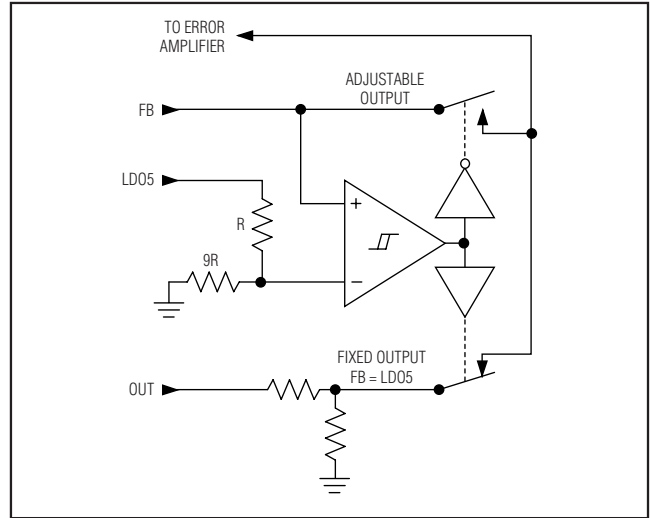 TO ERROR
AMPLIFIER
ADJUSTABLE
OUTPUT
FB
LDO5
R
+
9R
−
FIXED OUTPUT
FB = LDO5
OUT